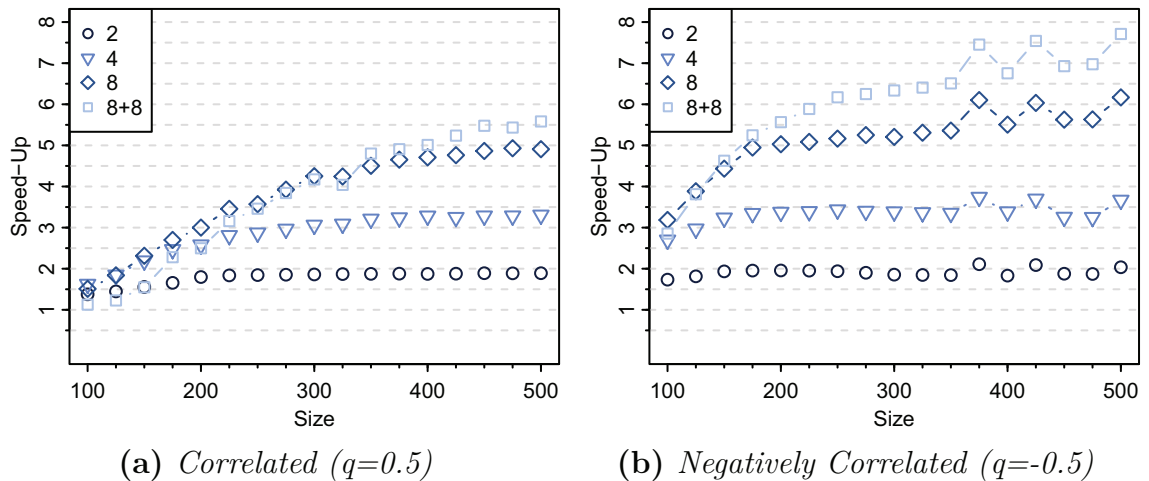 2
4
8
8+8
Speed−Up
1 2 3 4 5 6 7 8
100 200 300 400 500
Size
(a) Correlated (q=0.5)
2
4
8
8+8
Speed−Up
1 2 3 4 5 6 7 8
100 200 300 400 500
Size
(b) Negatively Correlated (q=-0.5)